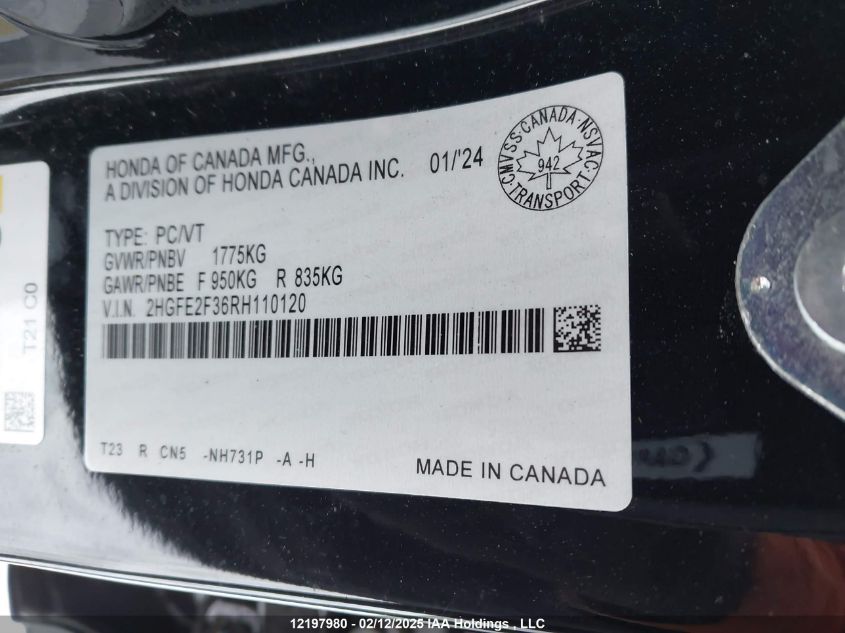 HONDA OF CANADA MFG.,
A DIVISION OF HONDA CANADA INC. 01/'24
CMVSS·CANADA·NSVAC·TRANSPORT·
942
TYPE: PC/VT
GVWR/PNBV 1775KG
GAWR/PNBE F 950KG R 835KG
V.I.N. 2HGFE2F36RH110120
T23 R CN5 -NH731P -A -H
MADE IN CANADA
T21 C0
12197980 - 02/12/2025 IAA Holdings , LLC